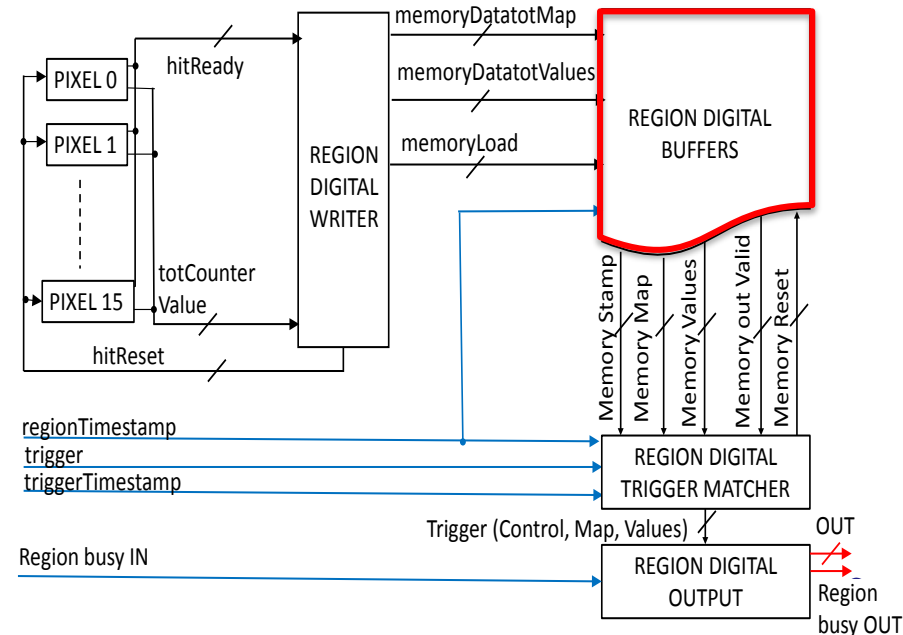 memoryDatatotMap
hitReady
PIXEL 0
memoryDatatotValues
REGION DIGITAL
BUFFERS
PIXEL 1
memoryLoad
REGION
DIGITAL
WRITER
totCounter
Value
PIXEL 15
hitReset
Memory Stamp
Memory Map
Memory Values
Memory out Valid
Memory Reset
regionTimestamp
trigger
triggerTimestamp
REGION DIGITAL
TRIGGER MATCHER
Trigger (Control, Map, Values)
OUT
Region busy IN
REGION DIGITAL
OUTPUT
Region
busy OUT